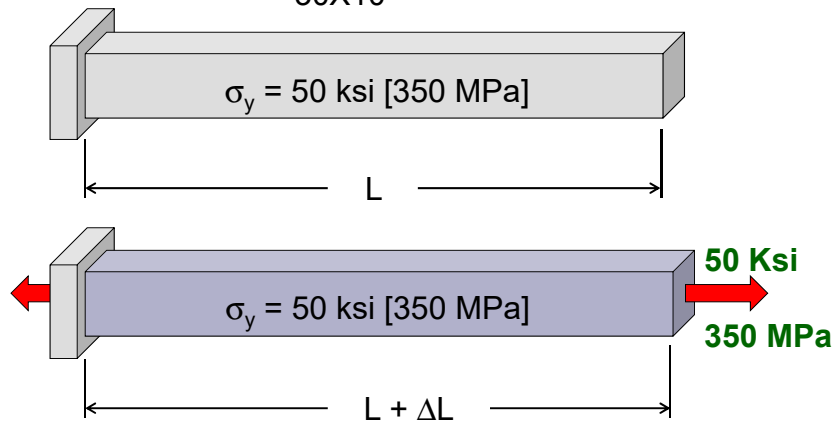 σy = 50 ksi [350 MPa]
L
50 Ksi
σy = 50 ksi [350 MPa]
350 MPa
L + ΔL